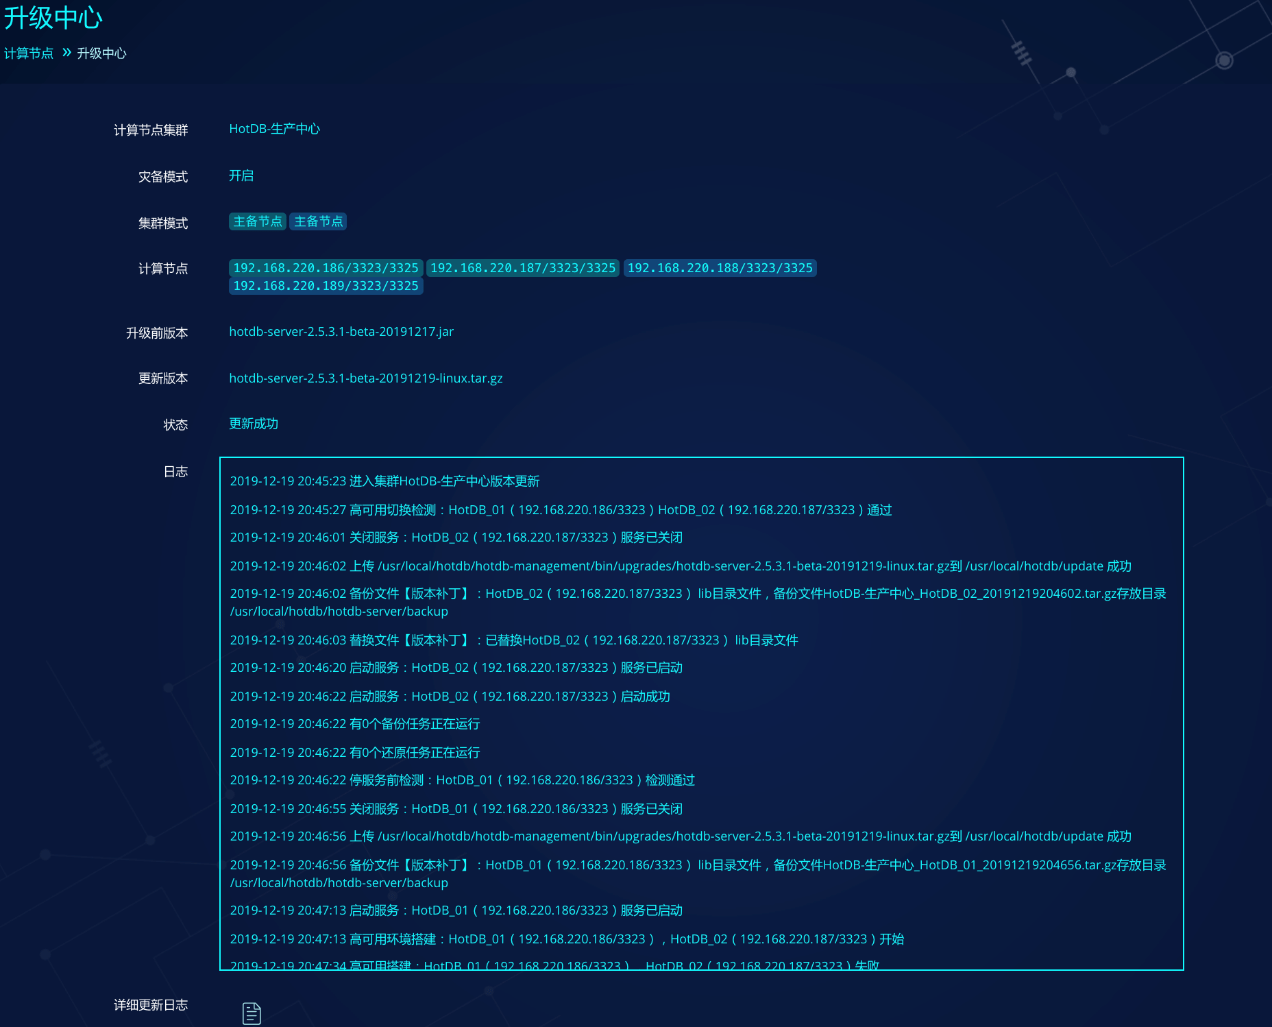 升级中心
计算节点 » 升级中心
计算节点集群 HotDB-生产中心
灾备模式 开启
集群模式 主备节点 主备节点
计算节点 192.168.220.186/3323/3325 192.168.220.187/3323/3325 192.168.220.188/3323/3325
192.168.220.189/3323/3325
升级前版本 hotdb-server-2.5.3.1-beta-20191217.jar
更新版本 hotdb-server-2.5.3.1-beta-20191219-linux.tar.gz
状态 更新成功
日志
2019-12-19 20:45:23 进入集群HotDB-生产中心版本更新
2019-12-19 20:45:27 高可用切换检测：HotDB_01（192.168.220.186/3323）HotDB_02（192.168.220.187/3323）通过
2019-12-19 20:46:01 关闭服务：HotDB_02（192.168.220.187/3323）服务已关闭
2019-12-19 20:46:02 上传 /usr/local/hotdb/hotdb-management/bin/upgrades/hotdb-server-2.5.3.1-beta-20191219-linux.tar.gz到 /usr/local/hotdb/update 成功
2019-12-19 20:46:02 备份文件【版本补丁】：HotDB_02（192.168.220.187/3323） lib目录文件，备份文件HotDB-生产中心_HotDB_02_20191219204602.tar.gz存放目录
/usr/local/hotdb/hotdb-server/backup
2019-12-19 20:46:03 替换文件【版本补丁】：已替换HotDB_02（192.168.220.187/3323） lib目录文件
2019-12-19 20:46:20 启动服务：HotDB_02（192.168.220.187/3323）服务已启动
2019-12-19 20:46:22 启动服务：HotDB_02（192.168.220.187/3323）启动成功
2019-12-19 20:46:22 有0个备份任务正在运行
2019-12-19 20:46:22 有0个还原任务正在运行
2019-12-19 20:46:22 停服务前检测：HotDB_01（192.168.220.186/3323）检测通过
2019-12-19 20:46:55 关闭服务：HotDB_01（192.168.220.186/3323）服务已关闭
2019-12-19 20:46:56 上传 /usr/local/hotdb/hotdb-management/bin/upgrades/hotdb-server-2.5.3.1-beta-20191219-linux.tar.gz到 /usr/local/hotdb/update 成功
2019-12-19 20:46:56 备份文件【版本补丁】：HotDB_01（192.168.220.186/3323） lib目录文件，备份文件HotDB-生产中心_HotDB_01_20191219204656.tar.gz存放目录
/usr/local/hotdb/hotdb-server/backup
2019-12-19 20:47:13 启动服务：HotDB_01（192.168.220.186/3323）服务已启动
2019-12-19 20:47:13 高可用环境搭建：HotDB_01（192.168.220.186/3323），HotDB_02（192.168.220.187/3323）开始
2019-12-19 20:47:34 高可用搭建：HotDB_01（192.168.220.186/3323），HotDB_02（192.168.220.187/3323）失败
详细更新日志